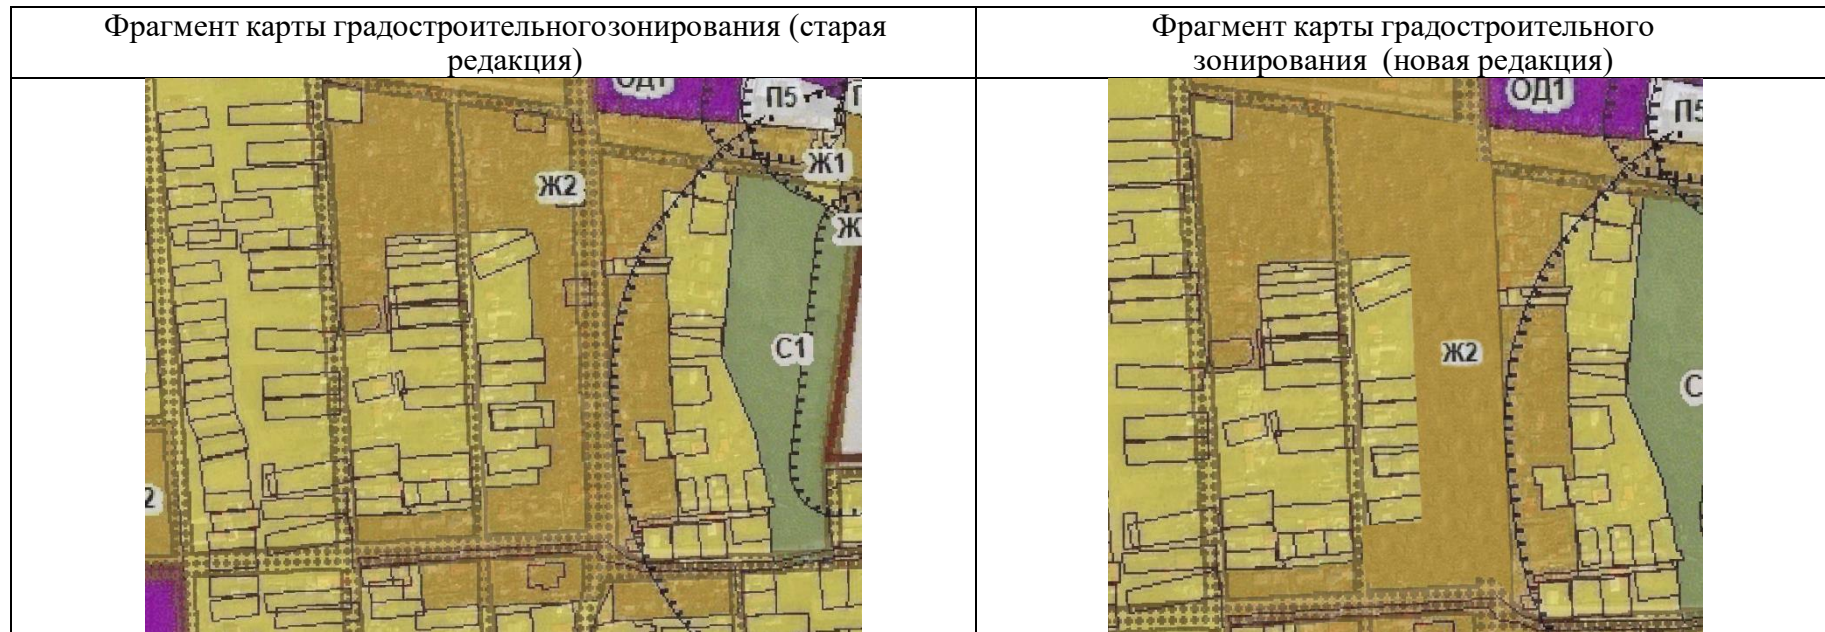 Фрагмент карты градостроительногозонирования (старая
редакция)
Фрагмент карты градостроительного
зонирования (новая редакция)
ОД1
П5
Ж1
Ж2
Ж
С1
2
ОД1
П5
Ж2
С